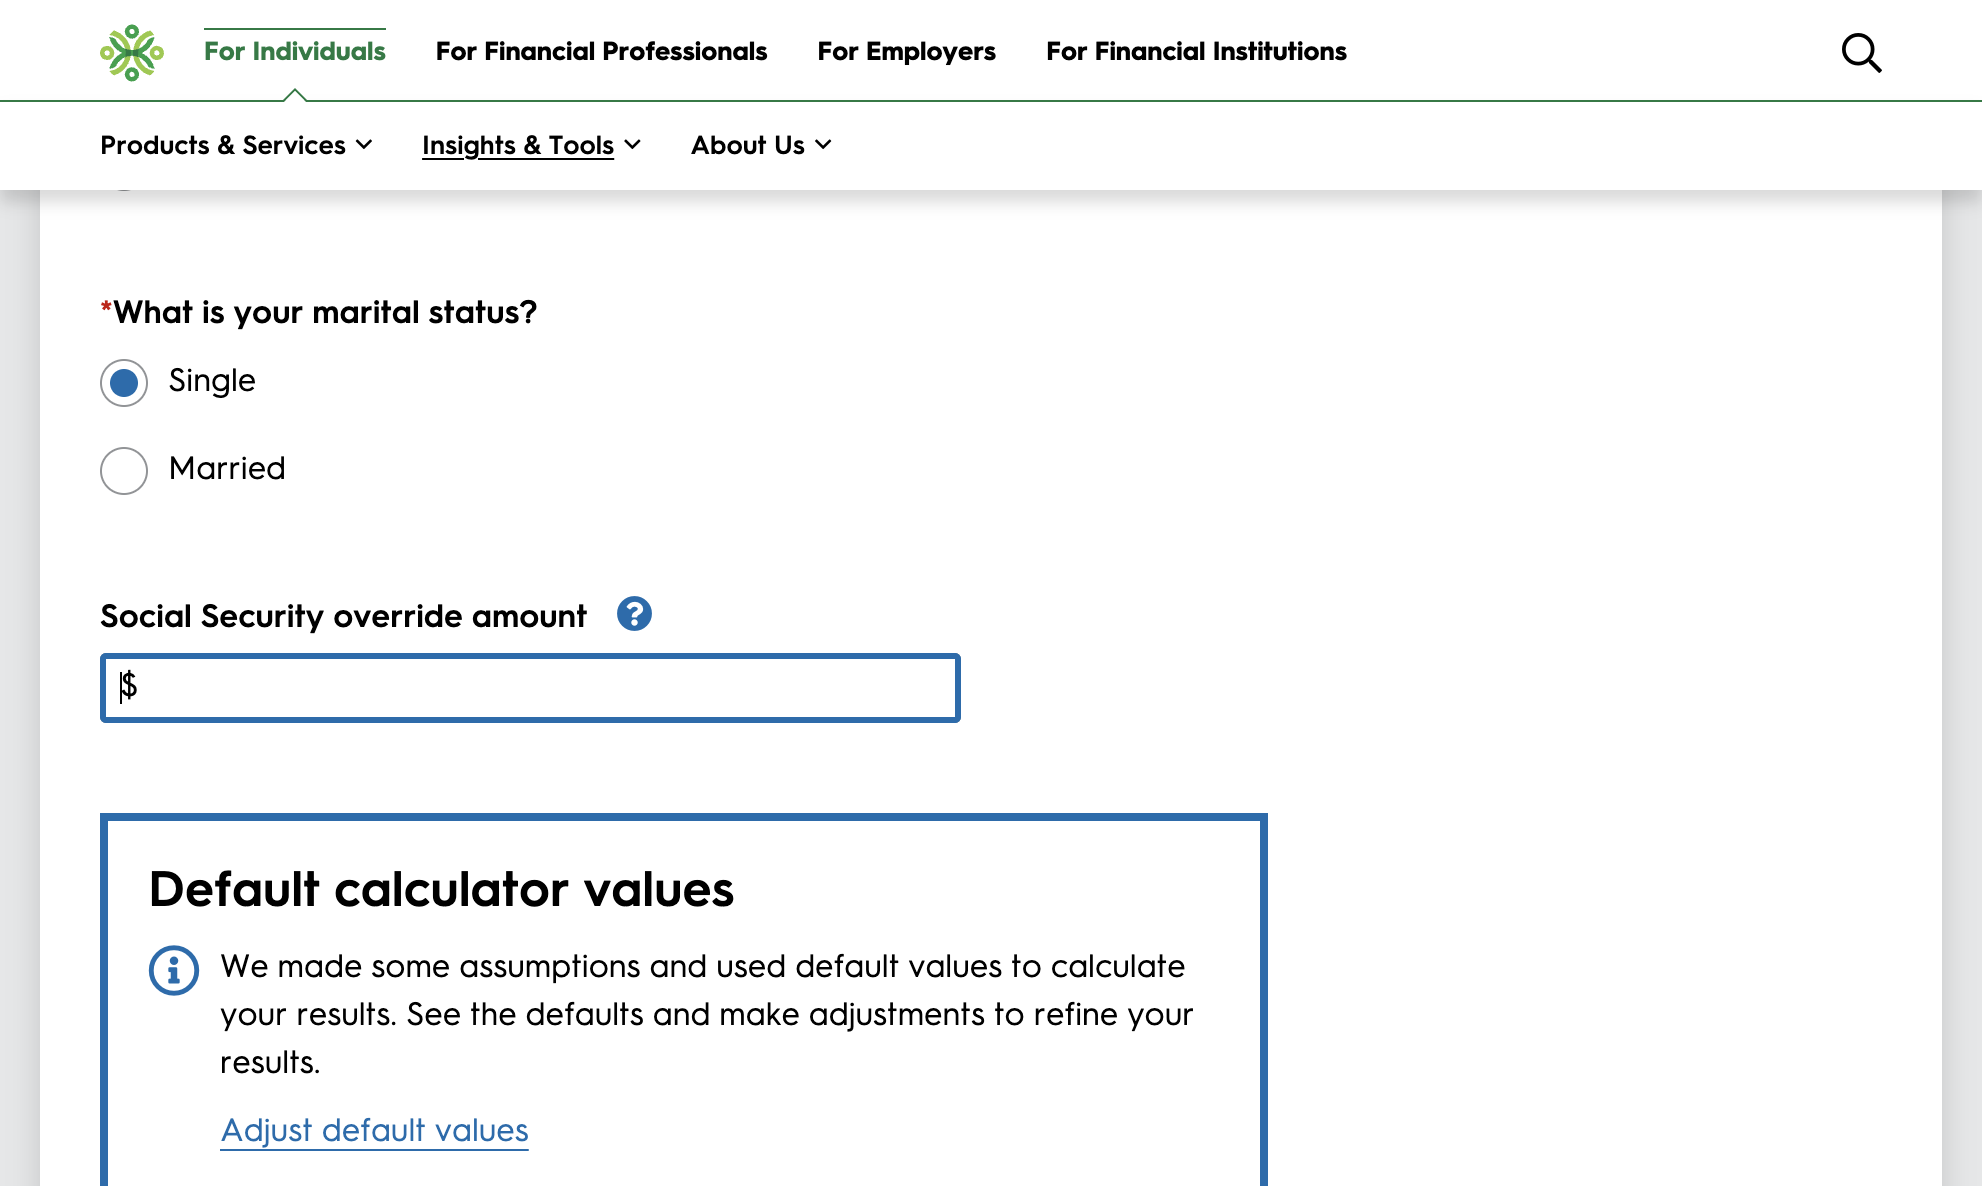 For Individuals For Financial Professionals For Employers For Financial Institutions
Products & Services Insights & Tools About Us
*What is your marital status?
Single
Married
Social Security override amount ?
$
Default calculator values
We made some assumptions and used default values to calculate
your results. See the defaults and make adjustments to refine your
results.
Adjust default values